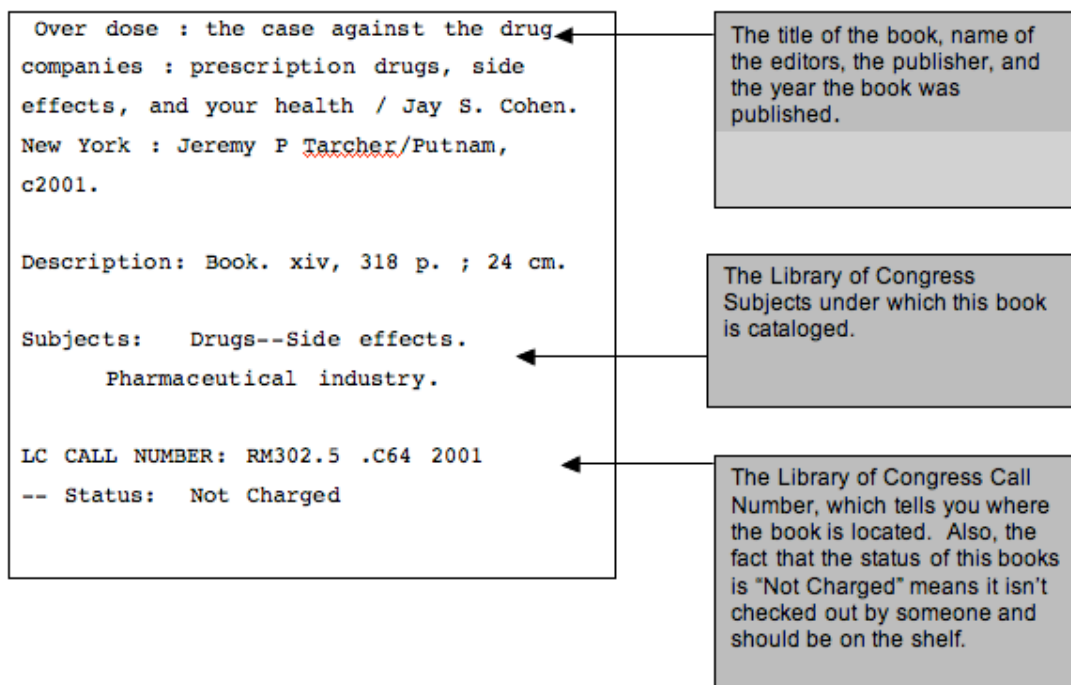 Over dose : the case against the drug
companies : prescription drugs, side
effects, and your health / Jay S. Cohen.
New York : Jeremy P Tarcher/Putnam,
c2001.
Description: Book. xiv, 318 p. ; 24 cm.
Subjects: Drugs--Side effects.
Pharmaceutical industry.
LC CALL NUMBER: RM302.5 .C64 2001
-- Status: Not Charged
The title of the book, name of
the editors, the publisher, and
the year the book was
published.
The Library of Congress
Subjects under which this book
is cataloged.
The Library of Congress Call
Number, which tells you where
the book is located. Also, the
fact that the status of this books
is “Not Charged” means it isn’t
checked out by someone and
should be on the shelf.